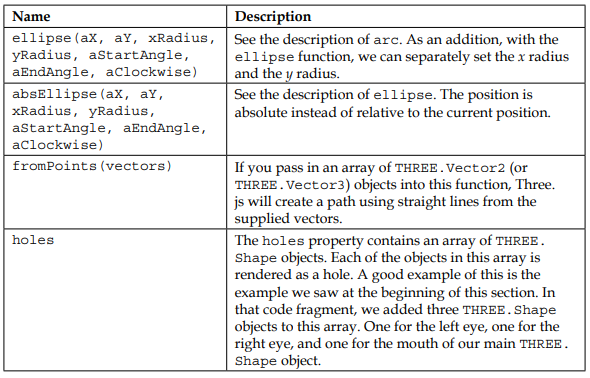 Name Description
ellipse(aX, aY, xRadius,
yRadius, aStartAngle,
aEndAngle, aClockwise)
See the description of arc. As an addition, with the
ellipse function, we can separately set the x radius
and the y radius.
absEllipse(aX, aY,
xRadius, yRadius,
aStartAngle, aEndAngle,
aClockwise)
See the description of ellipse. The position is
absolute instead of relative to the current position.
fromPoints(vectors)
If you pass in an array of THREE.Vector2 (or
THREE.Vector3) objects into this function, Three.
js will create a path using straight lines from the
supplied vectors.
holes
The holes property contains an array of THREE.
Shape objects. Each of the objects in this array is
rendered as a hole. A good example of this is the
example we saw at the beginning of this section. In
that code fragment, we added three THREE.Shape
objects to this array. One for the left eye, one for the
right eye, and one for the mouth of our main THREE.
Shape object.